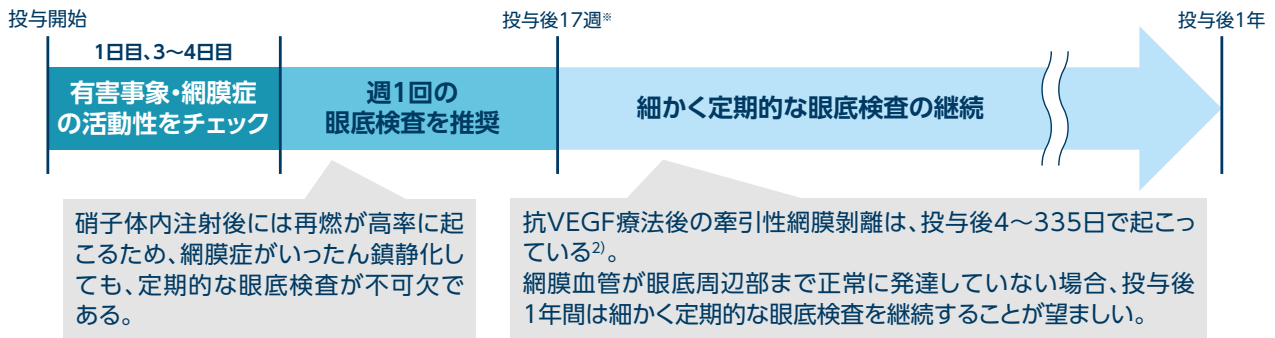 投与開始
投与後17週※
投与後1年
1日目、3〜4日目
有害事象・網膜症
の活動性をチェック
週1回の
眼底検査を推奨
細かく定期的な眼底検査の継続
硝子体内注射後には再燃が高率に起
こるため、網膜症がいったん鎮静化し
ても、定期的な眼底検査が不可欠で
ある。
抗VEGF療法後の牽引性網膜剝離は、投与後4〜335日で起こっ
ている2)。
網膜血管が眼底周辺部まで正常に発達していない場合、投与後
1年間は細かく定期的な眼底検査を継続することが望ましい。